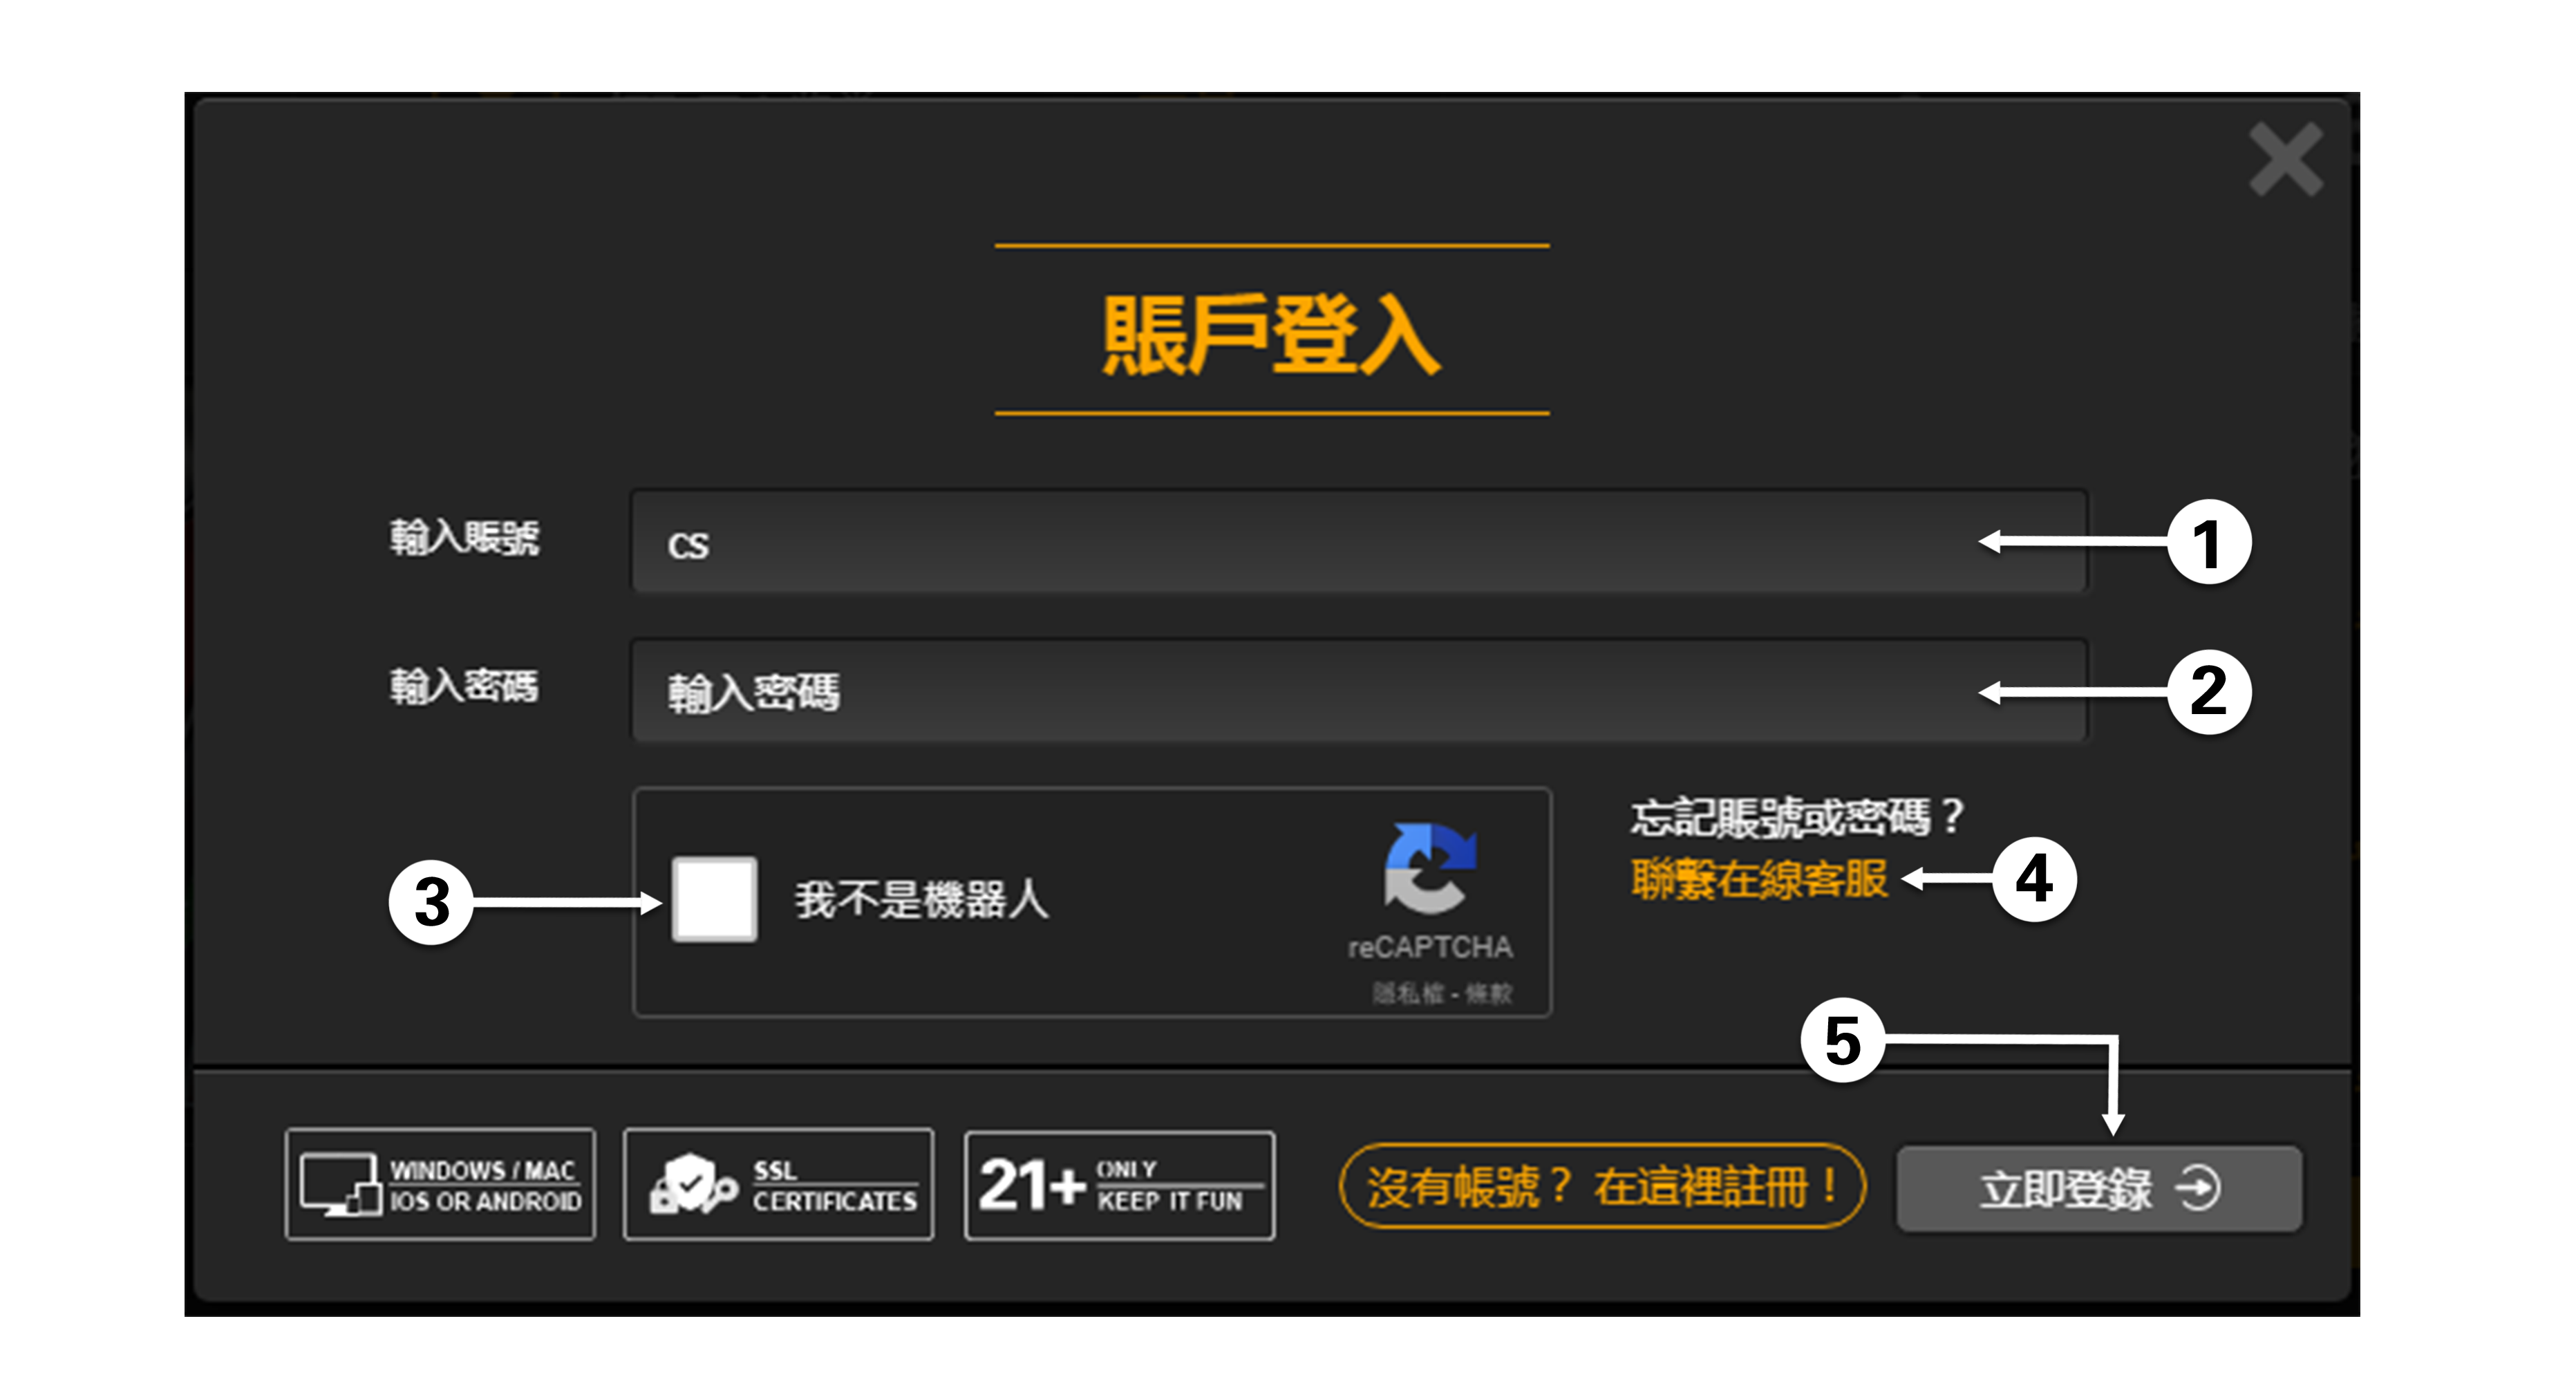 賬戶登入
輸入賬號
cs
1
輸入密碼
輸入密碼
2
3
我不是機器人
reCAPTCHA
隱私權 - 條款
忘記賬號或密碼？
聯繫在線客服
4
5
WINDOWS / MAC
IOS OR ANDROID
SSL
CERTIFICATES
21+ ONLY
KEEP IT FUN
沒有帳號？ 在這裡註冊！
立即登錄